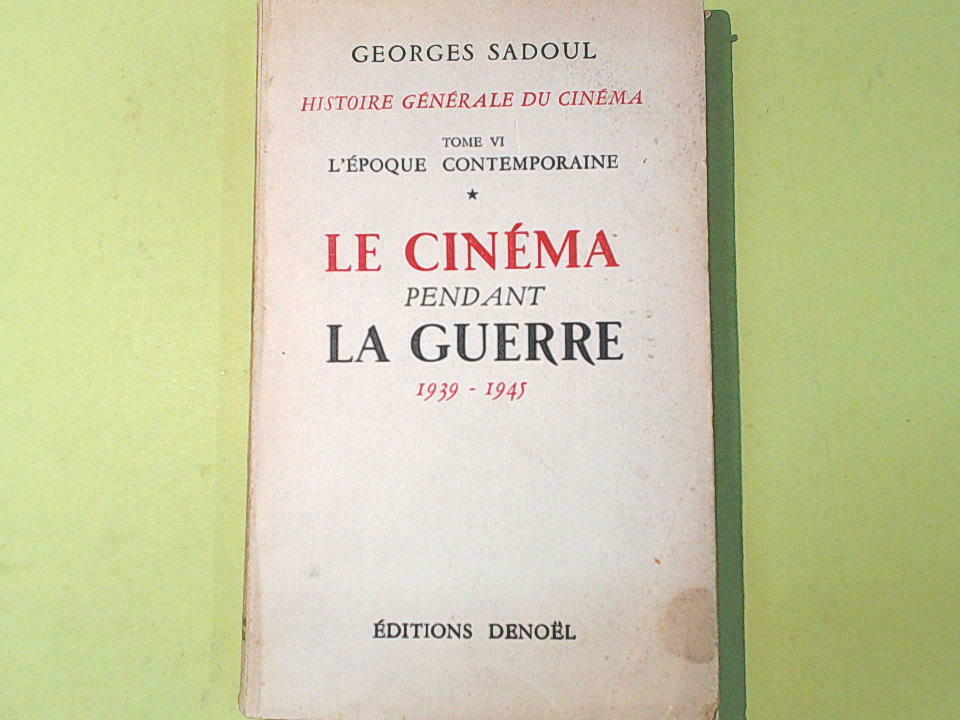 GEORGES SADOUL
HISTOIRE GÉNÉRALE DU CINÉMA
TOME VI
L'ÉPOQUE CONTEMPORAINE
★
LE CINÉMA
PENDANT
LA GUERRE
1939 - 1945
ÉDITIONS DENOËL